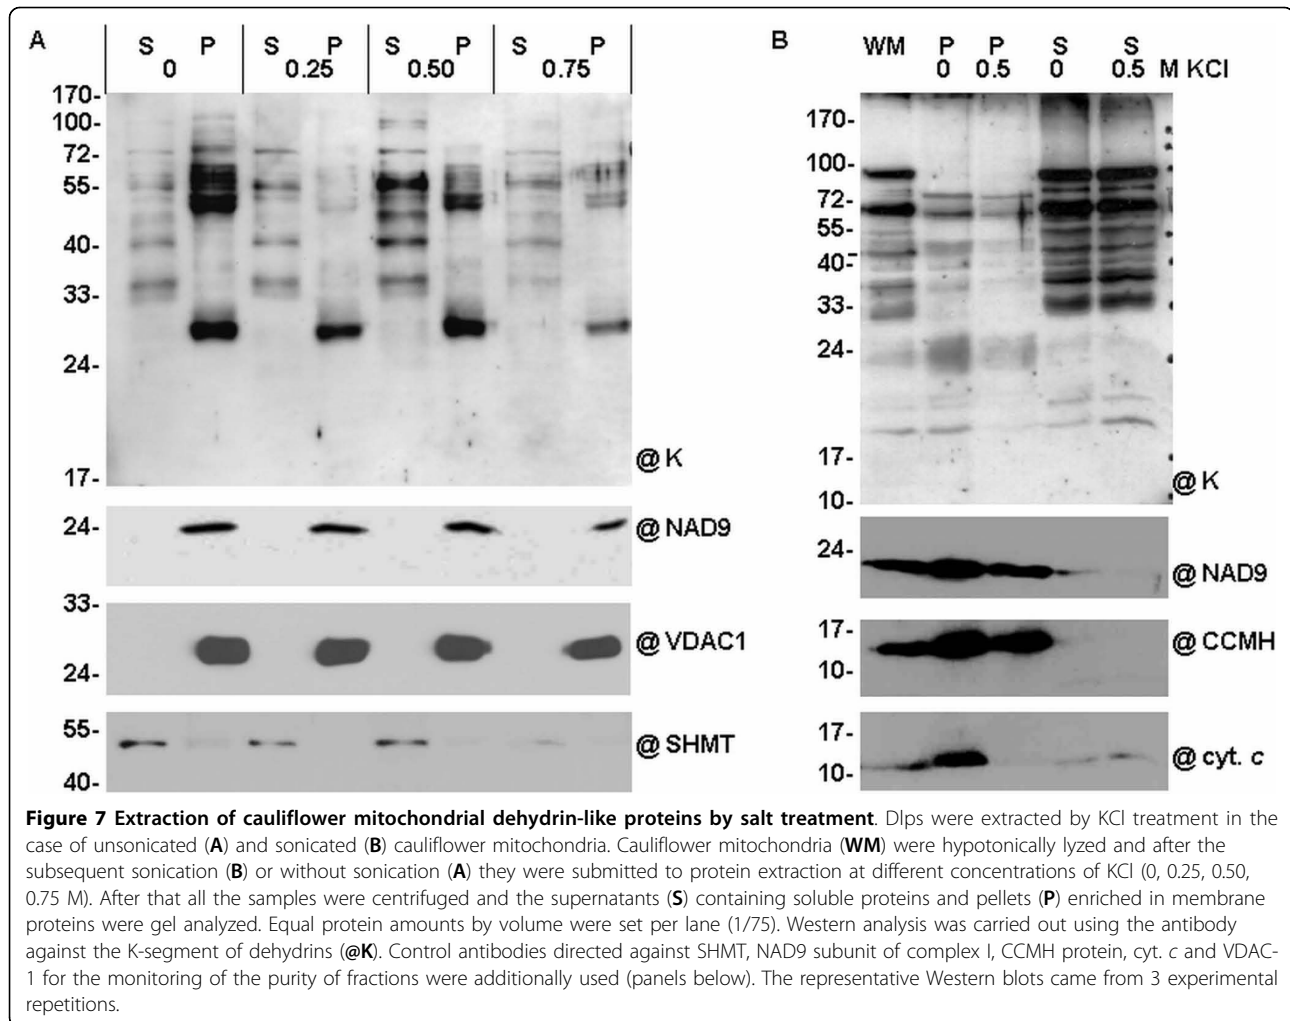 A
S P S P S P S P
0 0.25 0.50 0.75
170-
100-
72-
55-
40-
33-
24-
17-
@ K
24-
@ NAD9
33-
@ VDAC1
24-
55-
@ SHMT
40-
B
WM P P S S
0 0.5 0 0.5 M KCl
170-
100-
72-
55-
40-
33-
24-
17-
@ K
10-
24-
@ NAD9
17-
@ CCMH
10-
17-
@ cyt. c
10-
Figure 7 Extraction of cauliflower mitochondrial dehydrin-like proteins by salt treatment. Dlps were extracted by KCl treatment in the
case of unsonicated (A) and sonicated (B) cauliflower mitochondria. Cauliflower mitochondria (WM) were hypotonically lyzed and after the
subsequent sonication (B) or without sonication (A) they were submitted to protein extraction at different concentrations of KCl (0, 0.25, 0.50,
0.75 M). After that all the samples were centrifuged and the supernatants (S) containing soluble proteins and pellets (P) enriched in membrane
proteins were gel analyzed. Equal protein amounts by volume were set per lane (1/75). Western analysis was carried out using the antibody
against the K-segment of dehydrins (@K). Control antibodies directed against SHMT, NAD9 subunit of complex I, CCMH protein, cyt. c and VDAC-
1 for the monitoring of the purity of fractions were additionally used (panels below). The representative Western blots came from 3 experimental
repetitions.